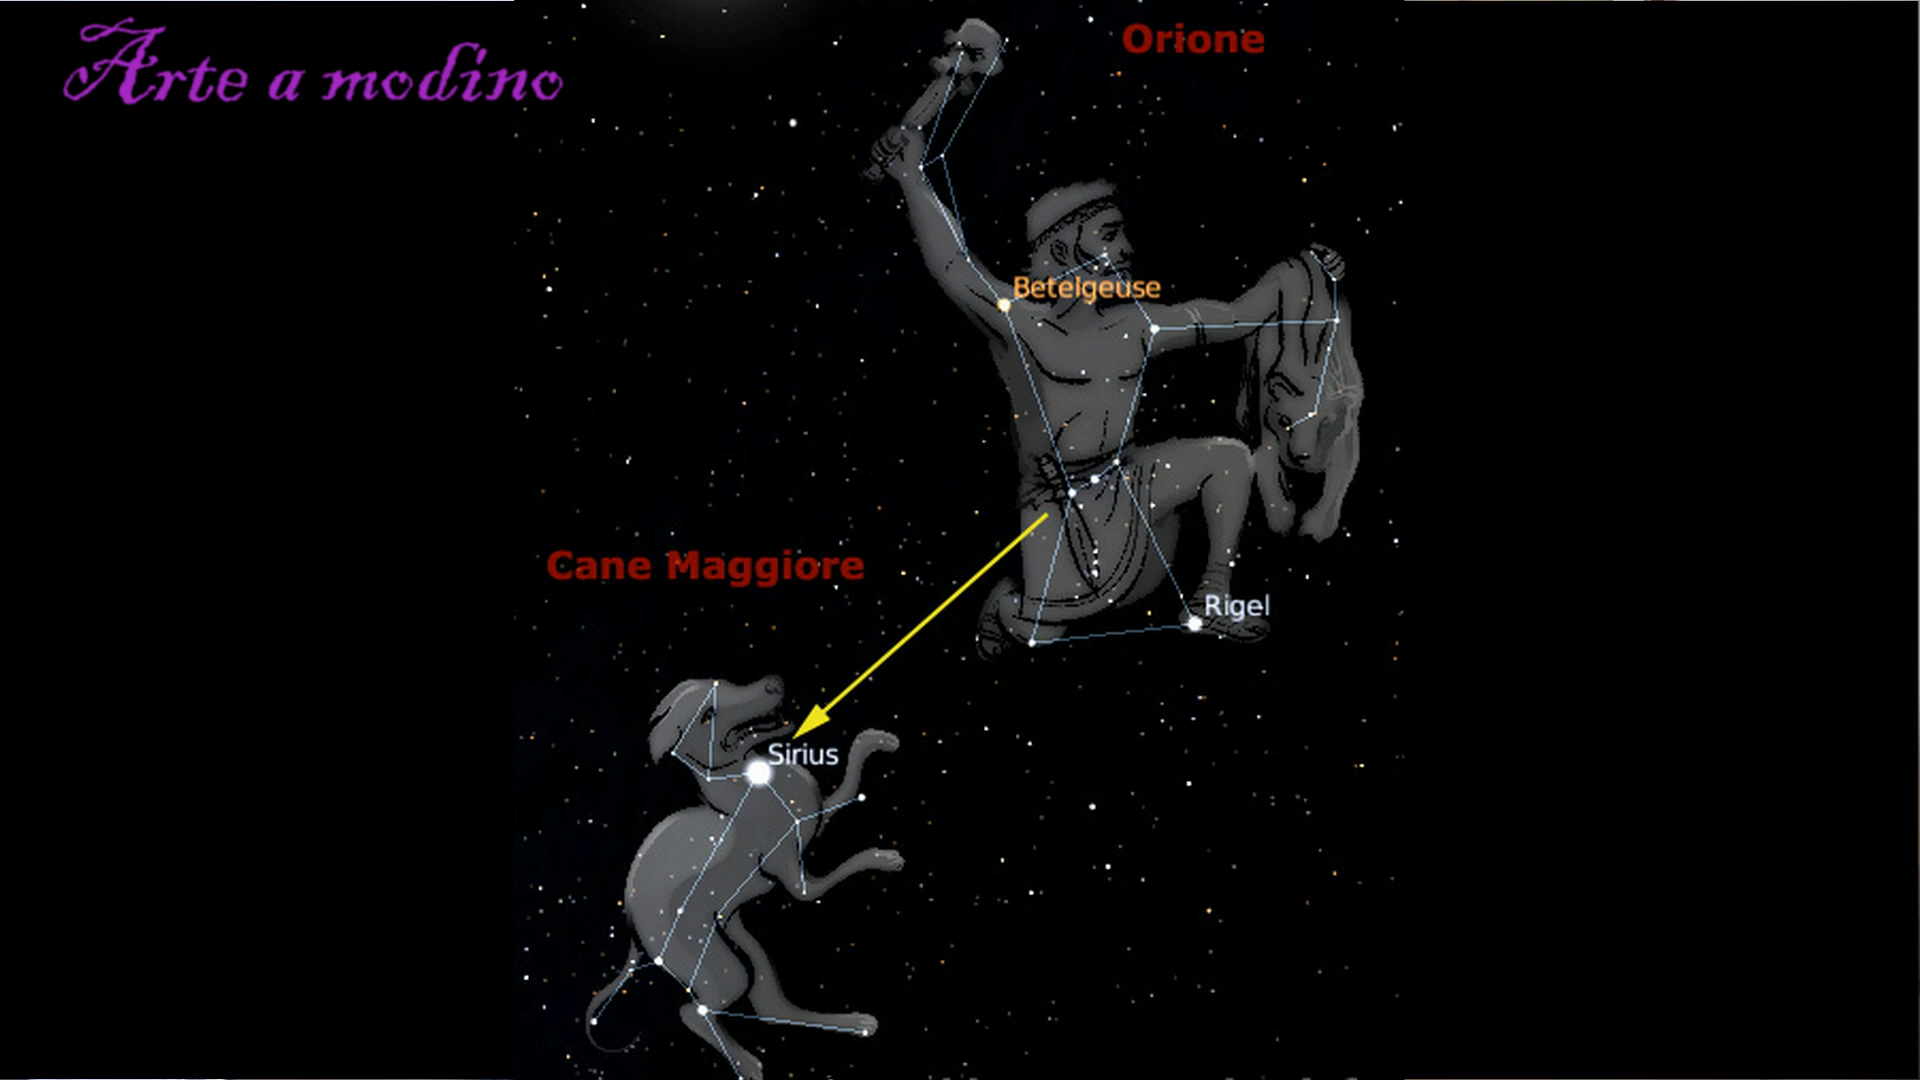 Arte a modino
Orione
Betelgeuse
Cane Maggiore
Rigel
Sirius